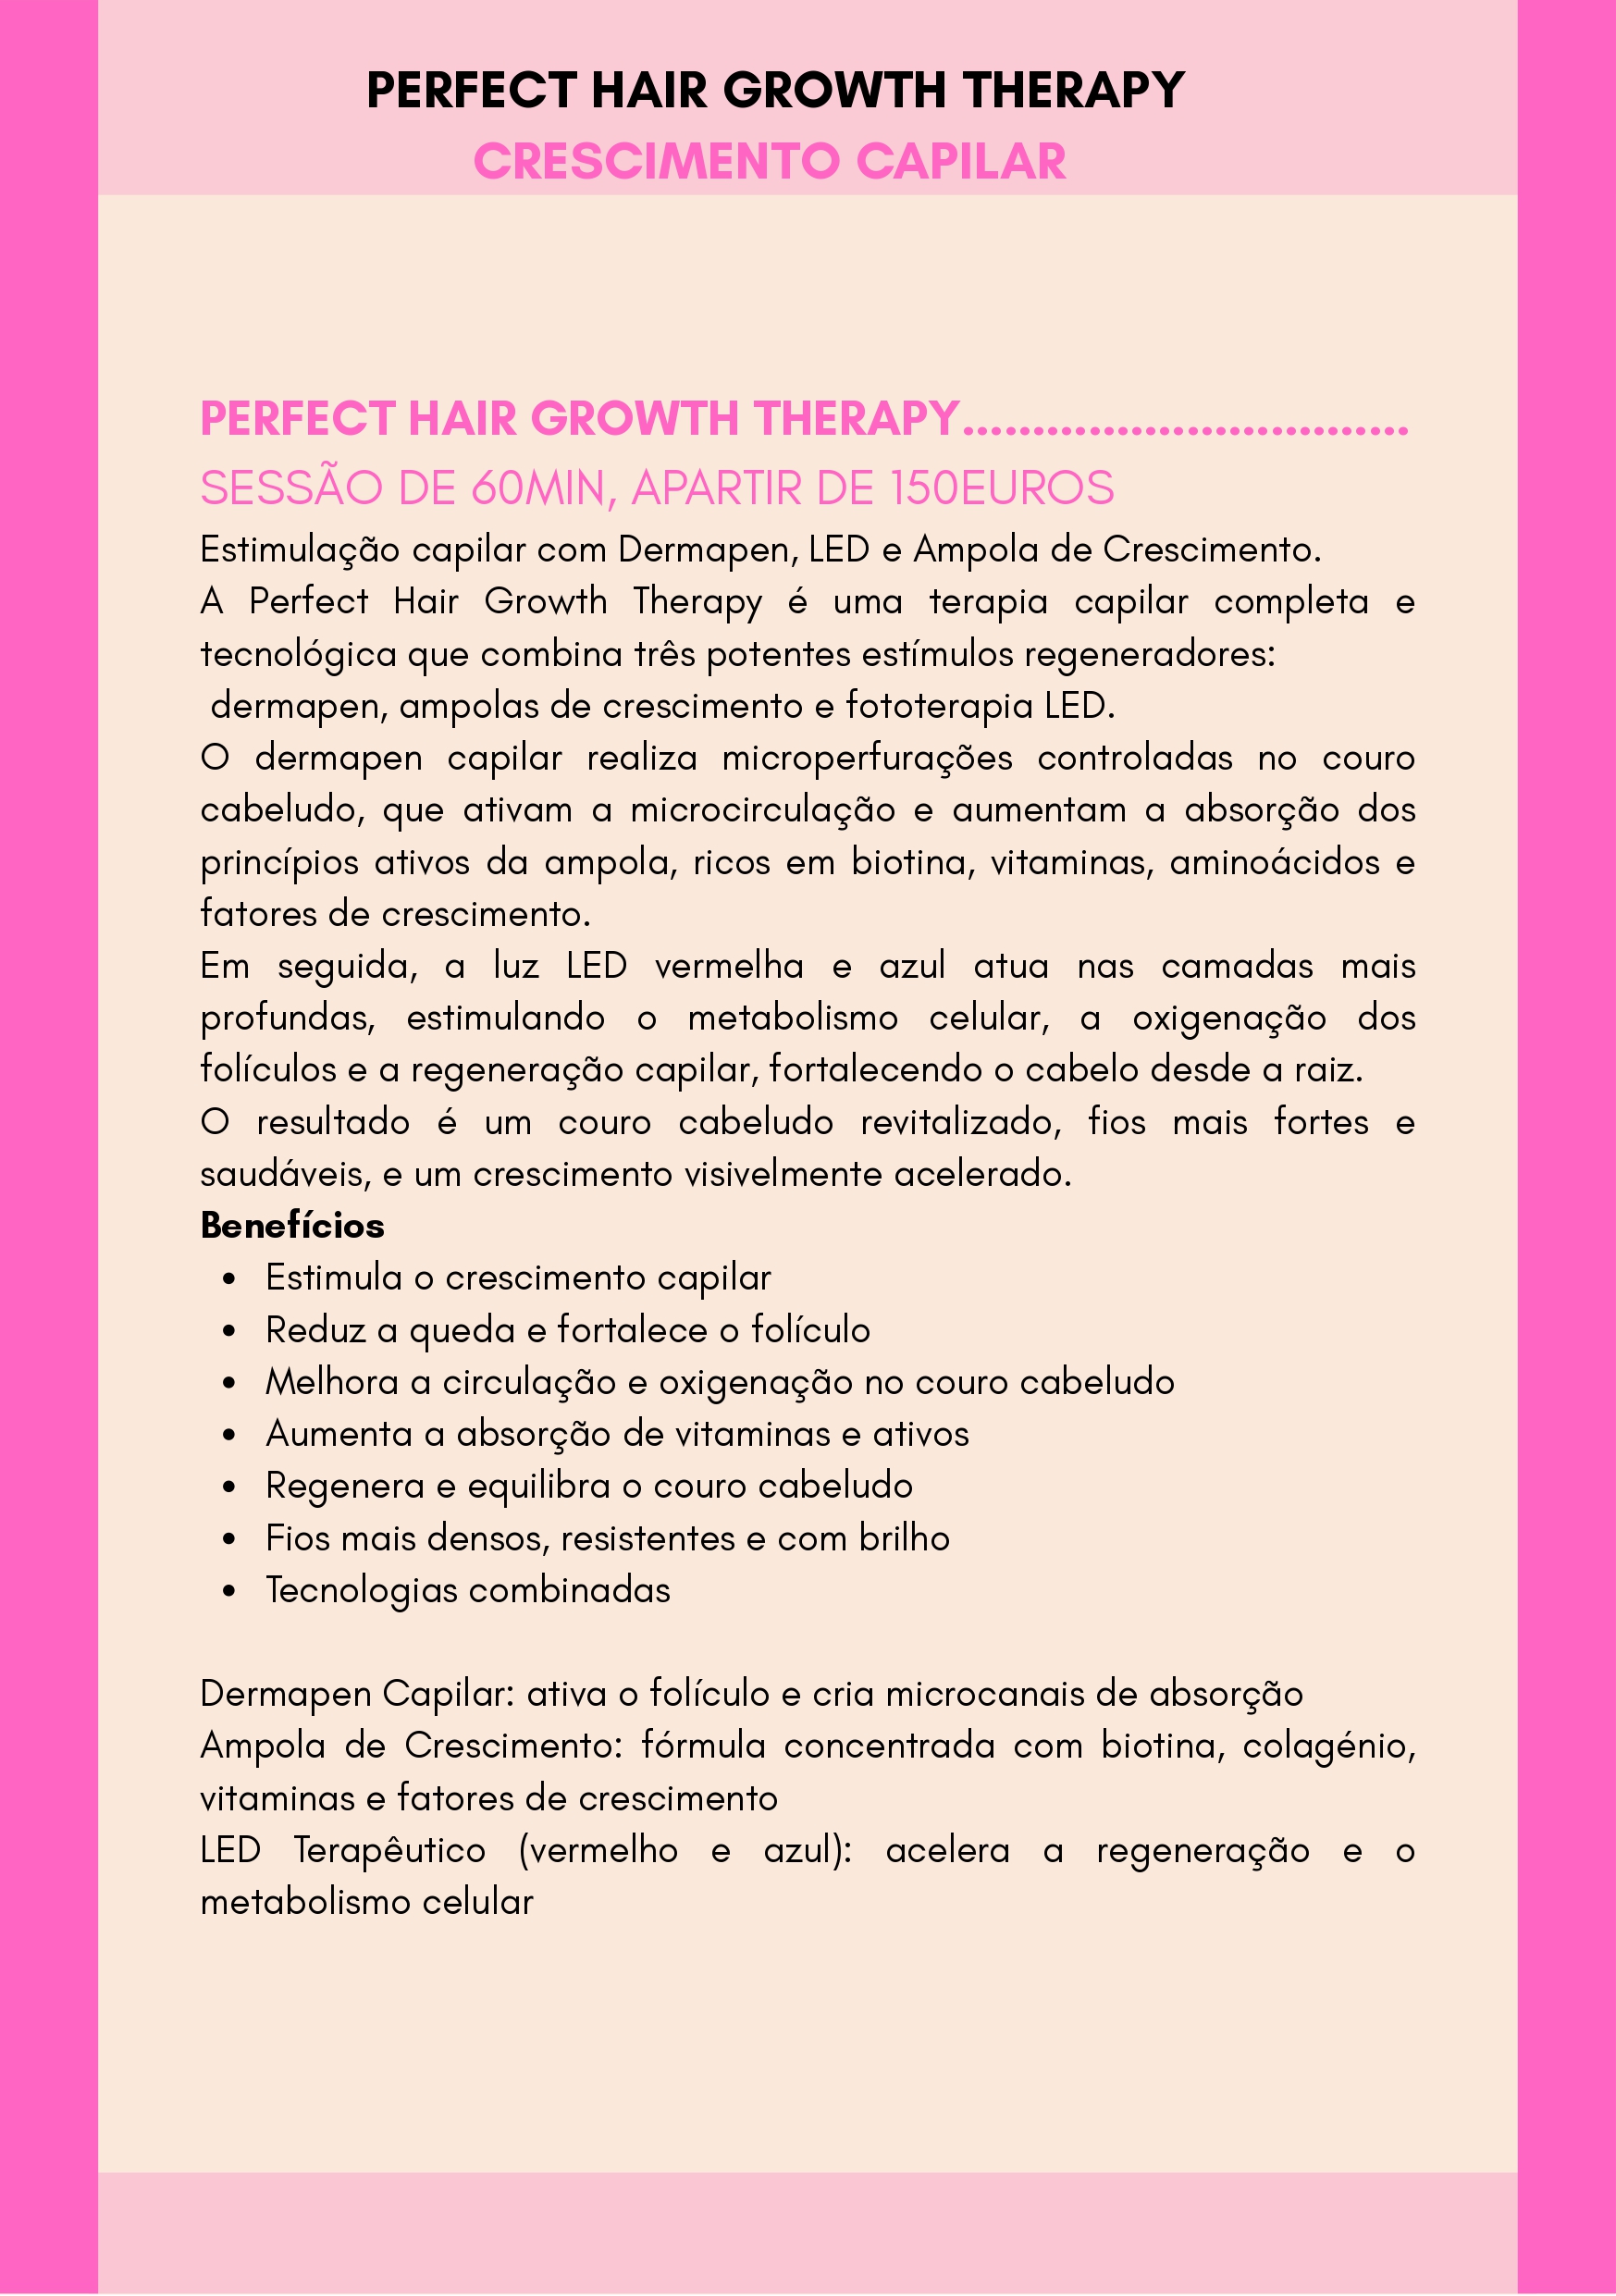 PERFECT HAIR GROWTH THERAPY
CRESCIMENTO CAPILAR
PERFECT HAIR GROWTH THERAPY................................
SESSÃO DE 60MIN, APARTIR DE 150EUROS
Estimulação capilar com Dermapen, LED e Ampola de Crescimento.
A Perfect Hair Growth Therapy é uma terapia capilar completa e
tecnológica que combina três potentes estímulos regeneradores:
dermapen, ampolas de crescimento e fototerapia LED.
O dermapen capilar realiza microperfurações controladas no couro
cabeludo, que ativam a microcirculação e aumentam a absorção dos
princípios ativos da ampola, ricos em biotina, vitaminas, aminoácidos e
fatores de crescimento.
Em seguida, a luz LED vermelha e azul atua nas camadas mais
profundas, estimulando o metabolismo celular, a oxigenação dos
folículos e a regeneração capilar, fortalecendo o cabelo desde a raiz.
O resultado é um couro cabeludo revitalizado, fios mais fortes e
saudáveis, e um crescimento visivelmente acelerado.
Benefícios
• Estimula o crescimento capilar
• Reduz a queda e fortalece o folículo
• Melhora a circulação e oxigenação no couro cabeludo
• Aumenta a absorção de vitaminas e ativos
• Regenera e equilibra o couro cabeludo
• Fios mais densos, resistentes e com brilho
• Tecnologias combinadas
Dermapen Capilar: ativa o folículo e cria microcanais de absorção
Ampola de Crescimento: fórmula concentrada com biotina, colagénio,
vitaminas e fatores de crescimento
LED Terapêutico (vermelho e azul): acelera a regeneração e o
metabolismo celular